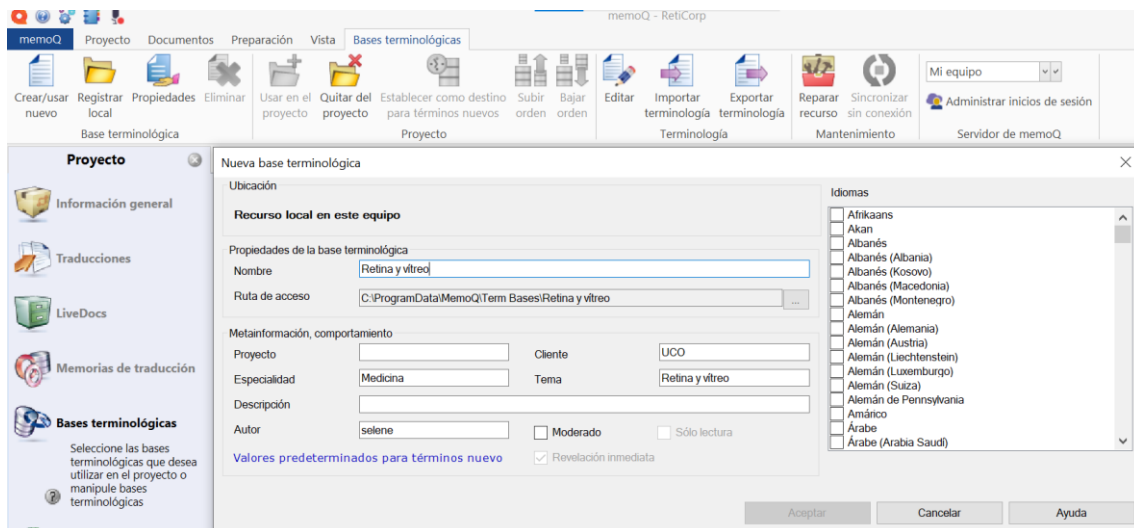 memoQ - RetiCorp
memoQ Proyecto Documentos Preparación Vista Bases terminológicas
Crear/usar nuevo
Registrar local
Propiedades
Eliminar
Base terminológica
Usar en el proyecto
Quitar del proyecto
Establecer como destino para términos nuevos
Subir orden
Bajar orden
Proyecto
Editar
Importar terminología
Exportar terminología
Terminología
Reparar recurso
Sincronizar sin conexión
Mantenimiento
Mi equipo
Administrar inicios de sesión
Servidor de memoQ
Proyecto
Información general
Traducciones
LiveDocs
Memorias de traducción
Bases terminológicas
Seleccione las bases
terminológicas que desea
utilizar en el proyecto o
manipule bases
terminológicas
Nueva base terminológica
Ubicación
Recurso local en este equipo
Propiedades de la base terminológica
Nombre Retina y vítreo
Ruta de acceso C:\ProgramData\MemoQ\Term Bases\Retina y vítreo ...
Metainformación, comportamiento
Proyecto Cliente UCO
Especialidad Medicina Tema Retina y vítreo
Descripción
Autor selene Moderado Sólo lectura
Valores predeterminados para términos nuevo Revelación inmediata
Idiomas
Afrikaans
Akan
Albanés
Albanés (Albania)
Albanés (Kosovo)
Albanés (Macedonia)
Albanés (Montenegro)
Alemán
Alemán (Alemania)
Alemán (Austria)
Alemán (Liechtenstein)
Alemán (Luxemburgo)
Alemán (Suiza)
Alemán de Pennsylvania
Amárico
Árabe
Árabe (Arabia Saudí)
Aceptar Cancelar Ayuda